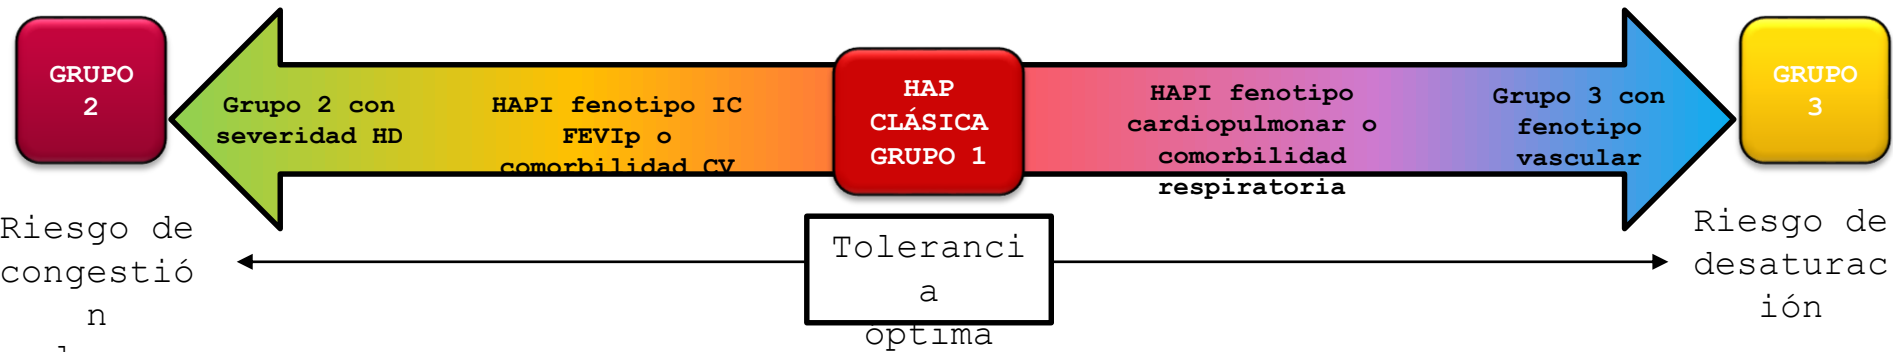 GRUPO
2
Grupo 2 con
severidad HD
HAPI fenotipo IC
FEVIp o
comorbilidad CV
HAP
CLÁSICA
GRUPO 1
HAPI fenotipo
cardiopulmonar o
comorbilidad
respiratoria
Grupo 3 con
fenotipo
vascular
GRUPO
3
Riesgo de
congestió
n
Toleranci
a
óptima
Riesgo de
desaturac
ión